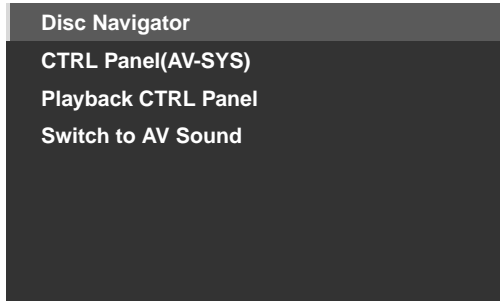 Disc Navigator
CTRL Panel(AV-SYS)
Playback CTRL Panel
Switch to AV Sound